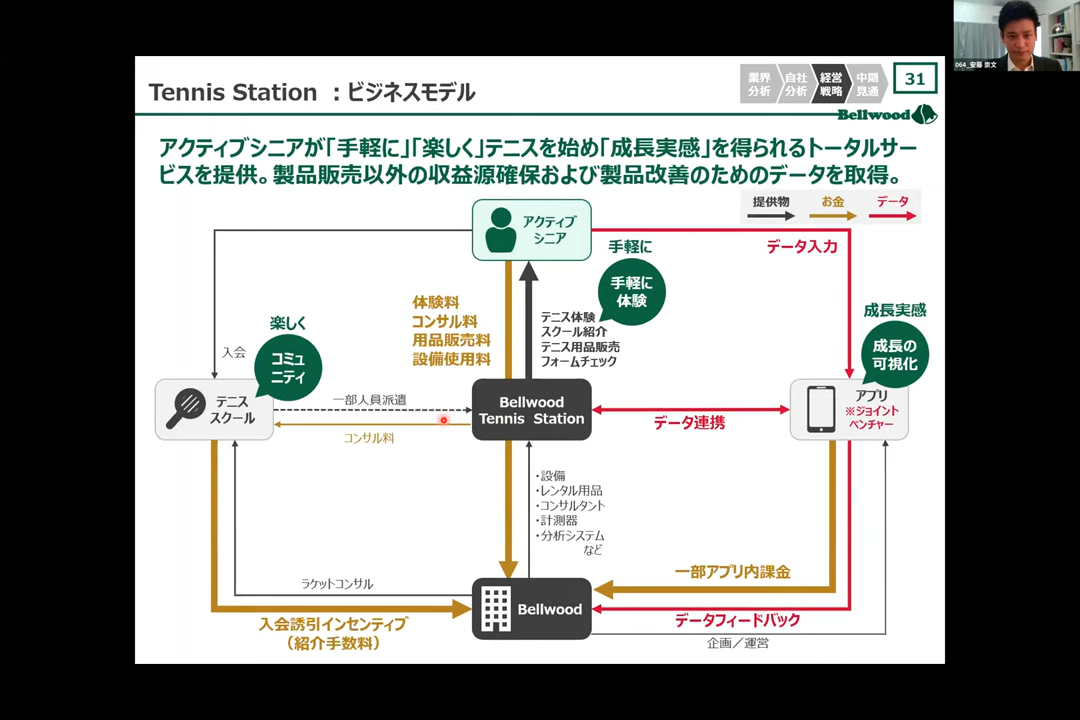 064_安藤 崇文
Tennis Station ：ビジネスモデル
業界
分析
自社
分析
経営
戦略
中期
見通
31
Bellwood
アクティブシニアが「手軽に」「楽しく」テニスを始め「成長実感」を得られるトータルサー
ビスを提供。製品販売以外の収益源確保および製品改善のためのデータを取得。
提供物
お金
データ
アクティブ
シニア
手軽に
手軽に
体験
データ入力
体験料
コンサル料
用品販売料
設備使用料
テニス体験
スクール紹介
テニス用品販売
フォームチェック
成長実感
成長の
可視化
楽しく
コミュ
ニティ
入会
テニス
スクール
一部人員派遣
コンサル料
Bellwood
Tennis Station
データ連携
アプリ
※ジョイント
ベンチャー
・設備
・レンタル用品
・コンサルタント
・計測器
・分析システム
など
ラケットコンサル
入会誘引インセンティブ
（紹介手数料）
Bellwood
一部アプリ内課金
データフィードバック
企画／運営